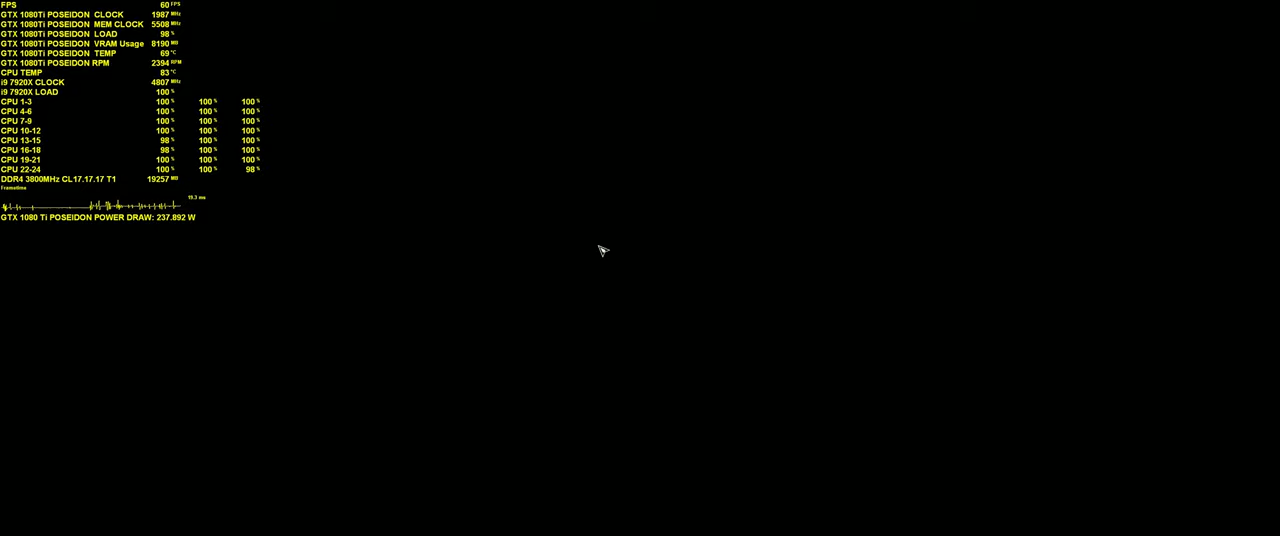 FPS 60 FPS
GTX 1080Ti POSEIDON CLOCK 1987 MHz
GTX 1080Ti POSEIDON MEM CLOCK 5508 MHz
GTX 1080Ti POSEIDON LOAD 98 %
GTX 1080Ti POSEIDON VRAM Usage 8190 MB
GTX 1080Ti POSEIDON TEMP 69 °C
GTX 1080Ti POSEIDON RPM 2394 RPM
CPU TEMP 83 °C
i9 7920X CLOCK 4807 MHz
i9 7920X LOAD 100 %
CPU 1-3 100 % 100 % 100 %
CPU 4-6 100 % 100 % 100 %
CPU 7-9 100 % 100 % 100 %
CPU 10-12 100 % 100 % 100 %
CPU 13-15 98 % 100 % 100 %
CPU 16-18 98 % 100 % 100 %
CPU 19-21 100 % 100 % 100 %
CPU 22-24 100 % 100 % 98 %
DDR4 3800MHz CL17.17.17 T1 19257 MB
Frametime
19.3 ms
GTX 1080 Ti POSEIDON POWER DRAW: 237.892 W